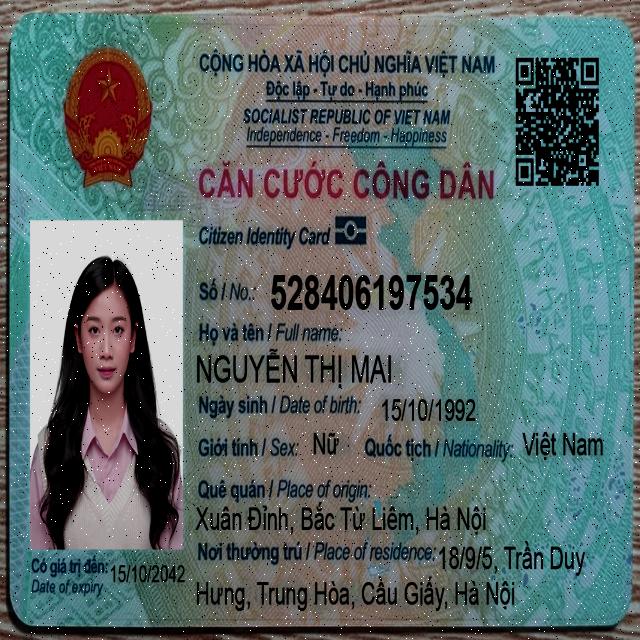 CỘNG HÒA XÃ HỘI CHỦ NGHĨA VIỆT NAM
Độc lập - Tự do - Hạnh phúc
SOCIALIST REPUBLIC OF VIET NAM
Independence - Freedom - Happiness
CĂN CƯỚC CÔNG DÂN
Citizen Identity Card
Số / No.: 528406197534
Họ và tên / Full name:
NGUYỄN THỊ MAI
Ngày sinh / Date of birth: 15/10/1992
Giới tính / Sex: Nữ Quốc tịch / Nationality: Việt Nam
Quê quán / Place of origin:
Xuân Đỉnh, Bắc Từ Liêm, Hà Nội
Nơi thường trú / Place of residence: 18/9/5, Trần Duy
Hưng, Trung Hòa, Cầu Giấy, Hà Nội
Có giá trị đến: 15/10/2042
Date of expiry